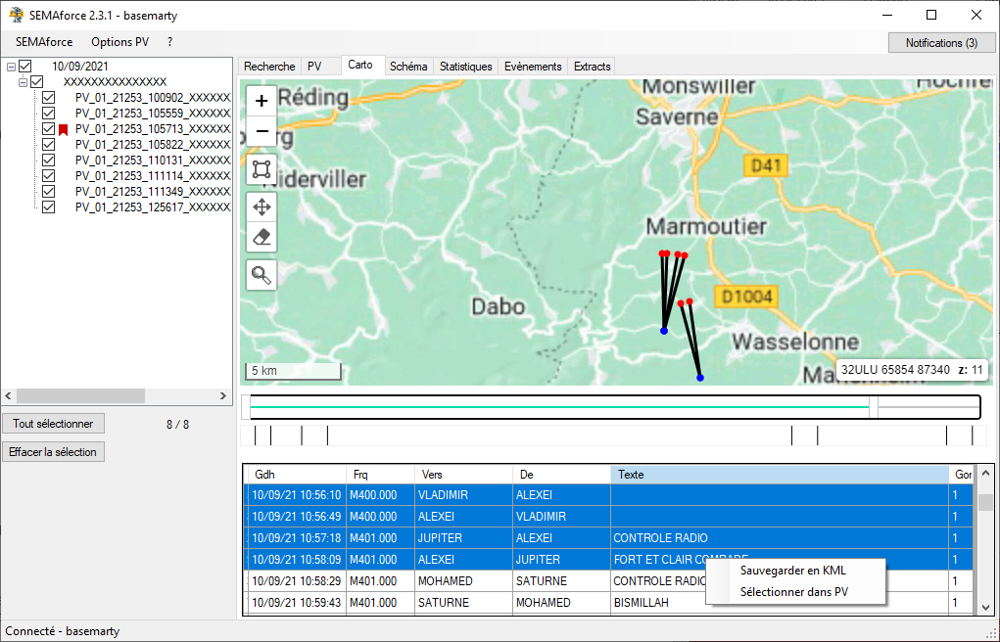 SEMAforce 2.3.1 - basemarty
SEMAforce Options PV ?
Notifications (3)
10/09/2021
XXXXXXXXXXXXXXX
PV_01_21253_100902_XXXXXX
PV_01_21253_105559_XXXXXX
PV_01_21253_105713_XXXXXX
PV_01_21253_105822_XXXXXX
PV_01_21253_110131_XXXXXX
PV_01_21253_111114_XXXXXX
PV_01_21253_111349_XXXXXX
PV_01_21253_125617_XXXXXX
Tout sélectionner
8 / 8
Effacer la sélection
Recherche PV Carto Schéma Statistiques Evènements Extracts
+
−
Réding
Monswiller
Saverne
D41
Niderviller
Marmoutier
D1004
Dabo
Wasselonne
5 km
32ULU 65854 87340 z: 11
Gdh Frq Vers De Texte Gor
10/09/21 10:56:10 M400.000 VLADIMIR ALEXEI 1
10/09/21 10:56:49 M400.000 ALEXEI VLADIMIR 1
10/09/21 10:57:18 M401.000 JUPITER ALEXEI CONTROLE RADIO 1
10/09/21 10:58:09 M401.000 ALEXEI JUPITER FORT ET CLAIR COMRADE 1
10/09/21 10:58:29 M401.000 MOHAMED SATURNE CONTROLE RADIO 1
10/09/21 10:59:43 M401.000 SATURNE MOHAMED BISMILLAH 1
Sauvegarder en KML
Sélectionner dans PV
Connecté - basemarty